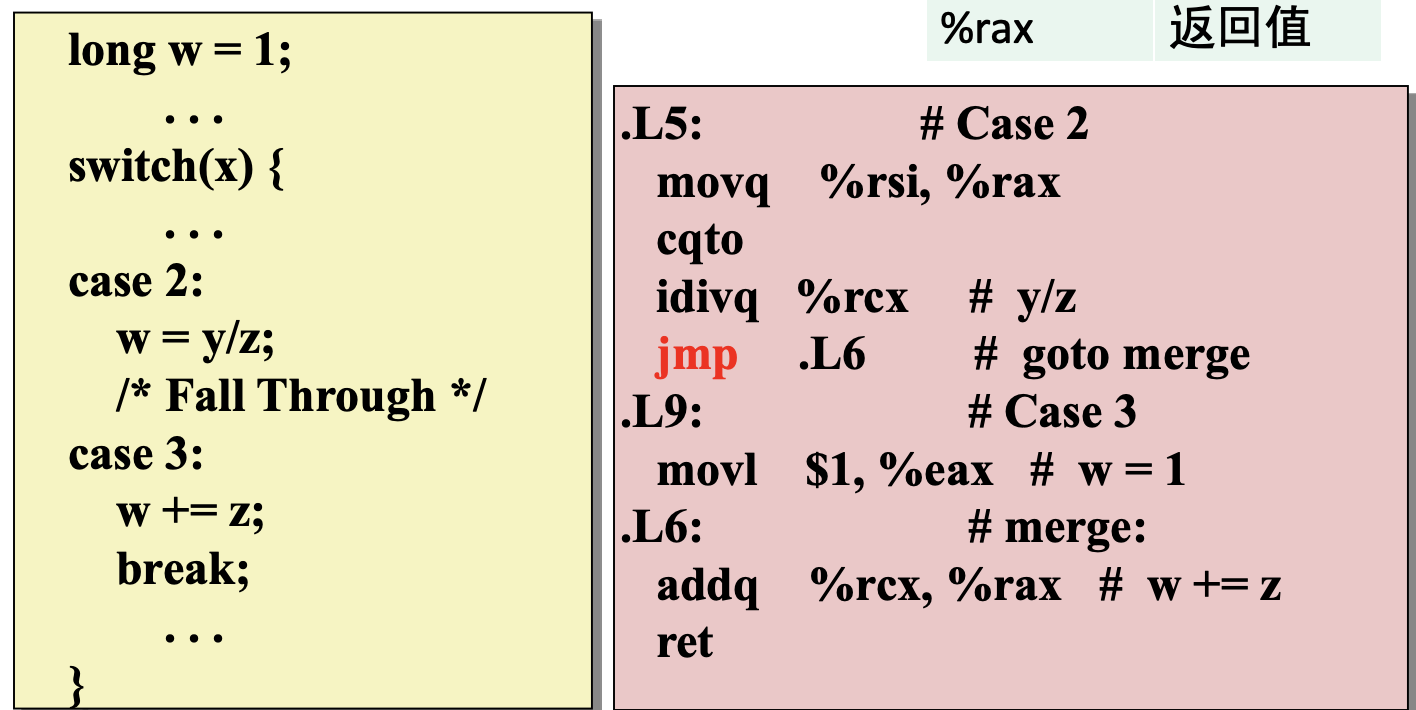 long w = 1;
. . .
switch(x) {
. . .
case 2:
w = y/z;
/* Fall Through */
case 3:
w += z;
break;
. . .
}
%rax 返回值
.L5: # Case 2
movq %rsi, %rax
cqto
idivq %rcx # y/z
jmp .L6 # goto merge
.L9: # Case 3
movl $1, %eax # w = 1
.L6: # merge:
addq %rcx, %rax # w += z
ret